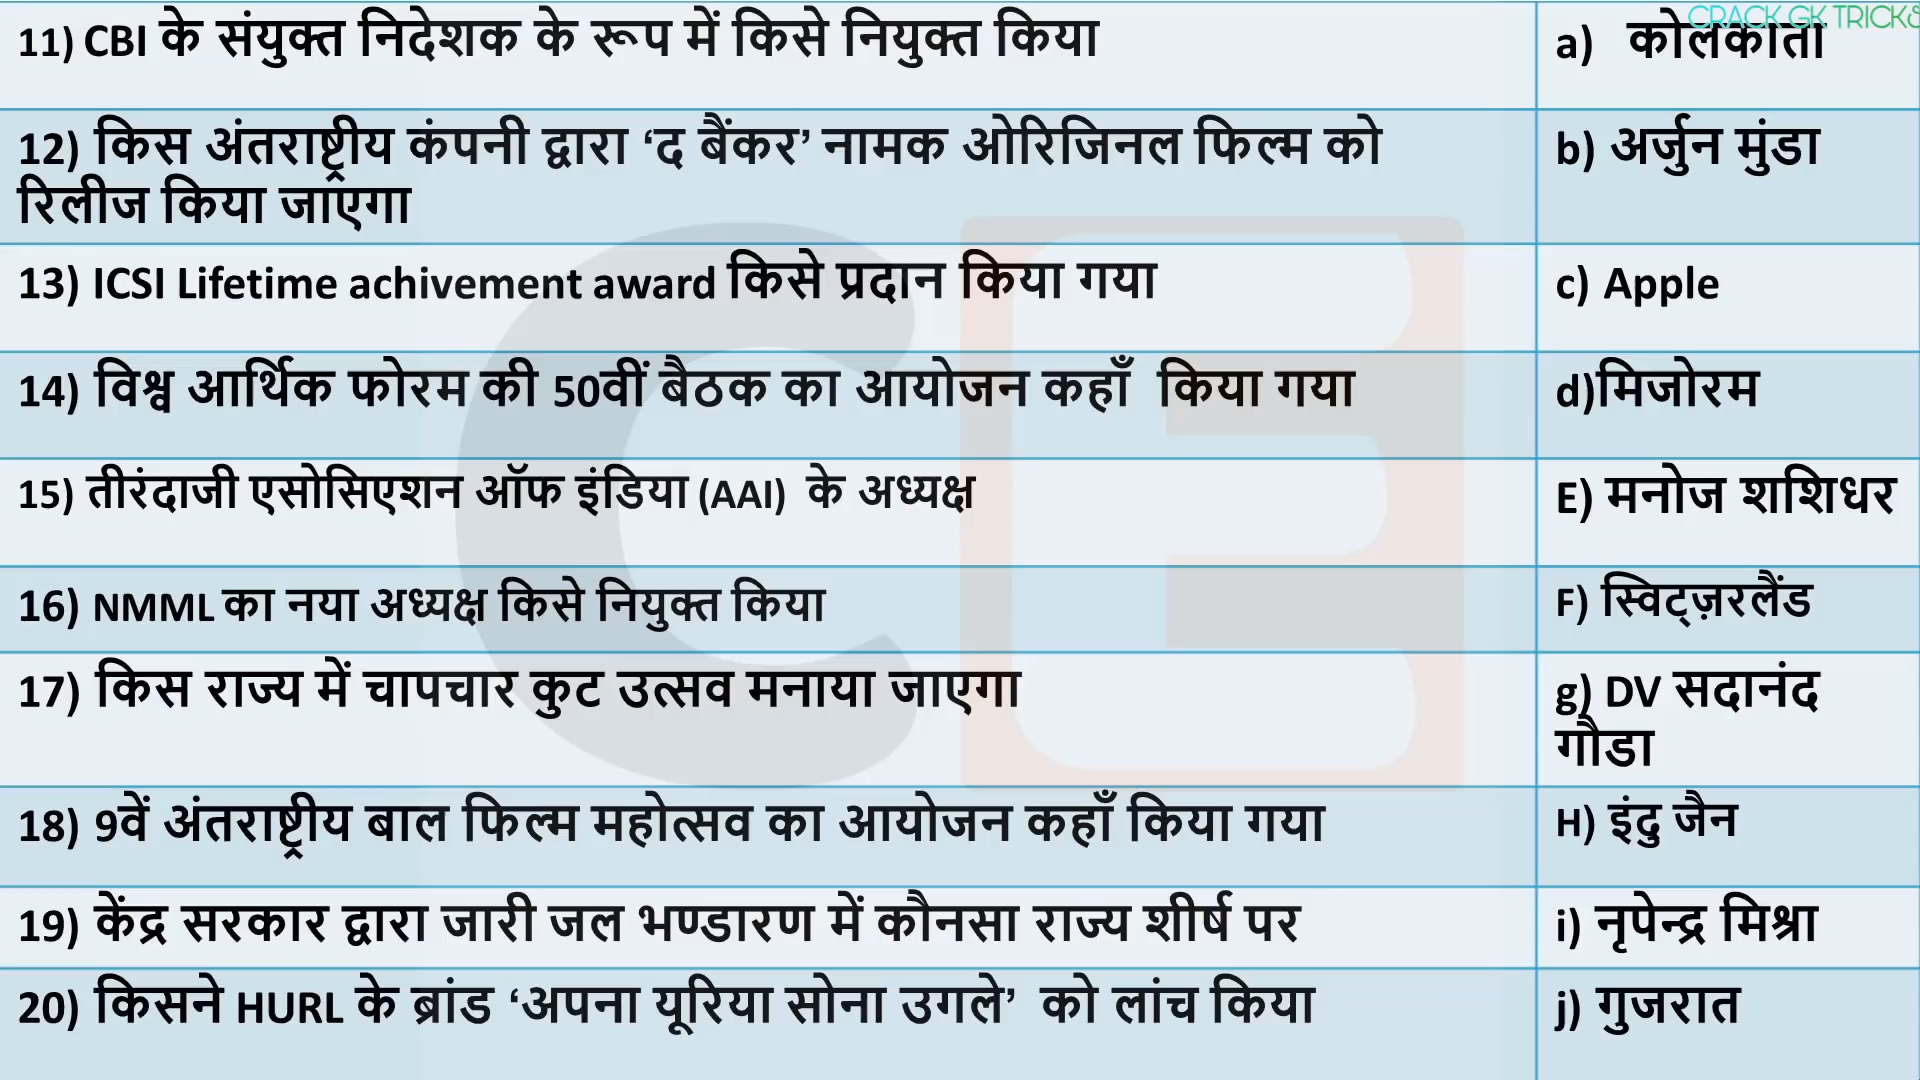 CRACK GK TRICKS
11) CBI के संयुक्त निदेशक के रूप में किसे नियुक्त किया
a) कोलकाता
12) किस अंतराष्ट्रीय कंपनी द्वारा ‘द बैंकर’ नामक ओरिजिनल फिल्म को
रिलीज किया जाएगा
b) अर्जुन मुंडा
13) ICSI Lifetime achivement award किसे प्रदान किया गया
c) Apple
14) विश्व आर्थिक फोरम की 50वीं बैठक का आयोजन कहाँ किया गया
d)मिजोरम
15) तीरंदाजी एसोसिएशन ऑफ इंडिया (AAI) के अध्यक्ष
E) मनोज शशिधर
16) NMML का नया अध्यक्ष किसे नियुक्त किया
F) स्विट्ज़रलैंड
17) किस राज्य में चापचार कुट उत्सव मनाया जाएगा
g) DV सदानंद
गौडा
18) 9वें अंतराष्ट्रीय बाल फिल्म महोत्सव का आयोजन कहाँ किया गया
H) इंदु जैन
19) केंद्र सरकार द्वारा जारी जल भण्डारण में कौनसा राज्य शीर्ष पर
i) नृपेन्द्र मिश्रा
20) किसने HURL के ब्रांड ‘अपना यूरिया सोना उगले’ को लांच किया
j) गुजरात
CE